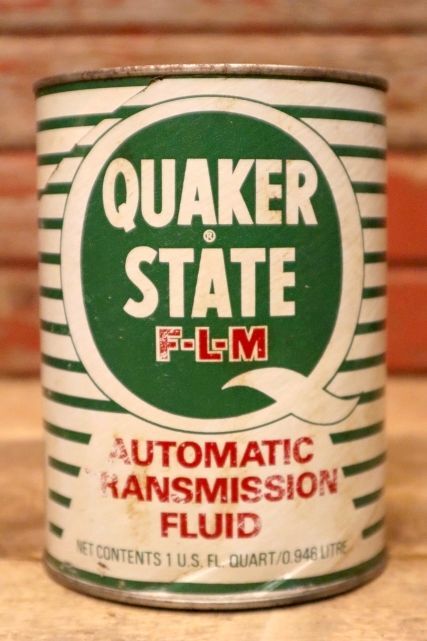 QUAKER
®
STATE
F-L-M
AUTOMATIC
RANSMISSION
FLUID
NET CONTENTS 1 U.S. FL. QUART/0.946 LITRE